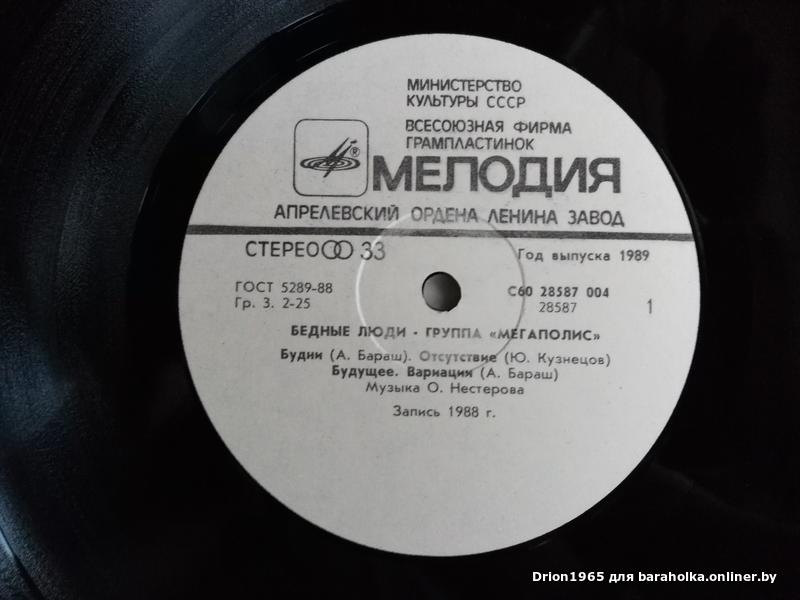 МИНИСТЕРСТВО
КУЛЬТУРЫ СССР
ВСЕСОЮЗНАЯ ФИРМА
ГРАМПЛАСТИНОК
®
МЕЛОДИЯ
АПРЕЛЕВСКИЙ ОРДЕНА ЛЕНИНА ЗАВОД
СТЕРЕО 33
Год выпуска 1989
ГОСТ 5289-88
Гр. 3. 2-25
С60 28587 004
28587
1
БЕДНЫЕ ЛЮДИ · ГРУППА «МЕГАПОЛИС»
Будни (А. Бараш). Отсутствие (Ю. Кузнецов)
Будущее. Вариации (А. Бараш)
Музыка О. Нестерова
Запись 1988 г.
Drion1965 для baraholka.onliner.by